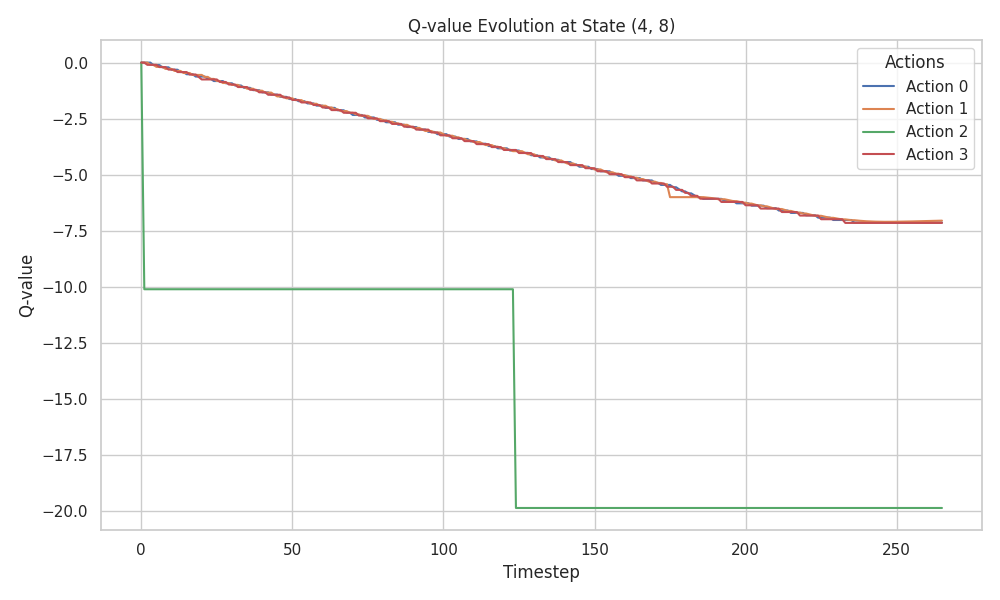 Q-value Evolution at State (4, 8)
Actions
Action 0
Action 1
Action 2
Action 3
Q-value
0.0
−2.5
−5.0
−7.5
−10.0
−12.5
−15.0
−17.5
−20.0
0 50 100 150 200 250
Timestep